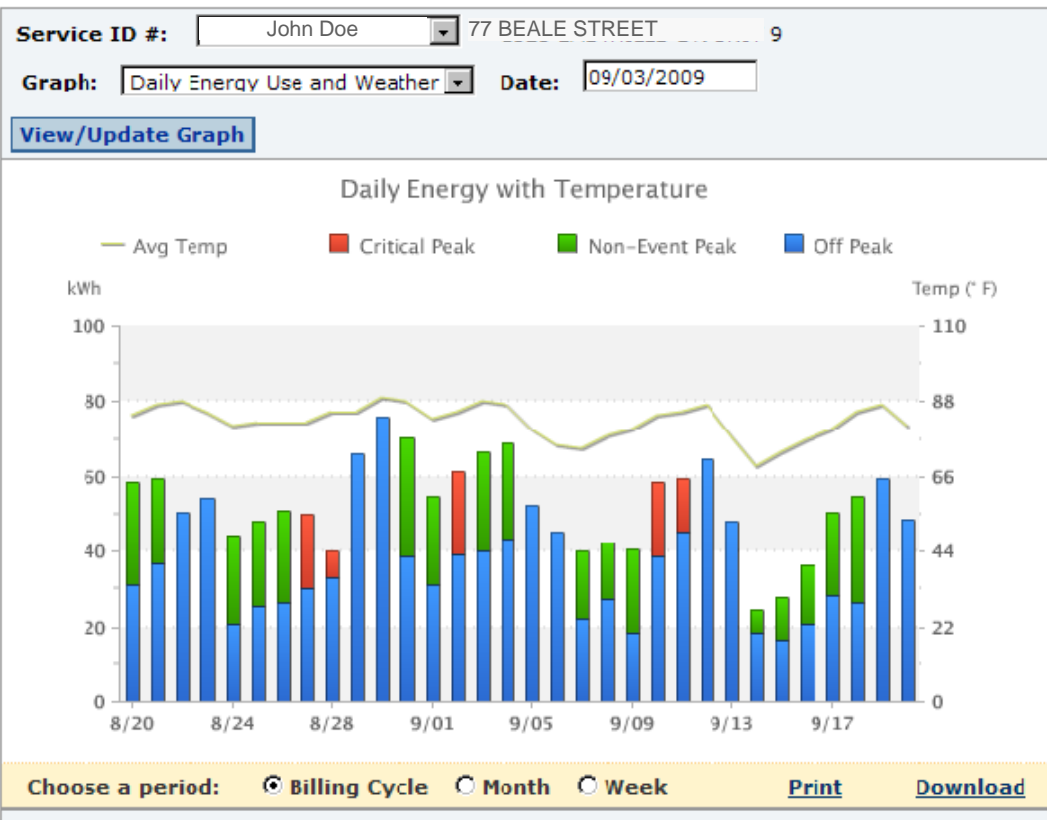 Service ID #: John Doe 77 BEALE STREET 9
Graph: Daily Energy Use and Weather Date: 09/03/2009
View/Update Graph
Daily Energy with Temperature
Avg Temp Critical Peak Non-Event Peak Off Peak
kWh Temp (° F)
100 110
80 88
60 66
40 44
20 22
0 0
8/20 8/24 8/28 9/01 9/05 9/09 9/13 9/17
Choose a period: Billing Cycle Month Week Print Download